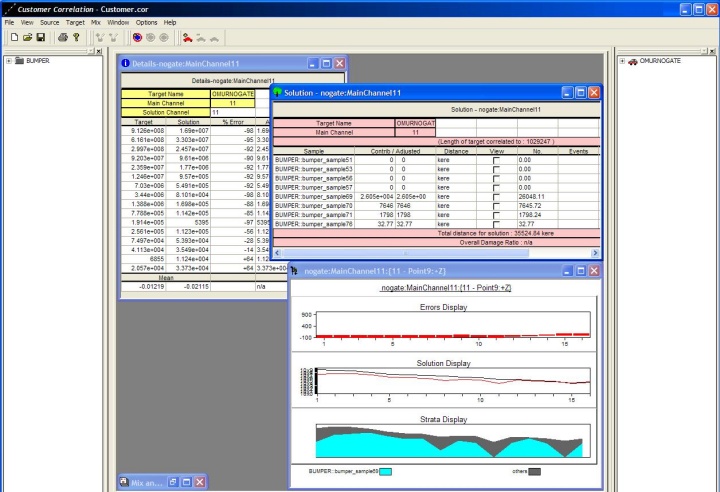 Customer Correlation - Customer.cor
File View Source Target Mix Window Options Help
BUMPER
OMURNOGATE
Details-nogate:MainChannel11
Details-nogate:MainChannel11
Target Name OMURNOGATE
Main Channel 11
Solution Channel 11
Target Solution % Error
9.126e+008 1.69e+007 -98 1.69
6.161e+008 3.303e+007 -95 3.30
2.997e+008 2.457e+007 -92 2.45
9.203e+007 9.61e+006 -90 9.61
2.359e+007 1.77e+006 -92 1.77
1.246e+007 9.57e+005 -92 9.57
7.03e+006 5.491e+005 -92 5.49
3.44e+006 8.101e+004 -98 8.10
1.388e+006 1.698e+005 -88 1.69
7.788e+005 1.142e+005 -85 1.14
1.914e+005 5395 -97 5395
2.561e+005 1.123e+005 -56 1.12
7.497e+004 5.393e+004 -28 5.39
4.113e+004 3.549e+004 -14 3.54
6855 1.124e+004 -64 1.12
2.057e+004 3.373e+004 -64 3.373e+00
Mean
-0.01219 -0.02115 n/a
Solution - nogate:MainChannel11
Solution - nogate:MainChannel11
Target Name OMURNOGAT
Main Channel 11
(Length of target correlated to : 1029247 )
Sample Contrib / Adjusted Distance View No. Events
BUMPER::bumper_sample51 0 0 kere 0.00
BUMPER::bumper_sample53 0 0 kere 0.00
BUMPER::bumper_sample56 0 0 kere 0.00
BUMPER::bumper_sample57 0 0 kere 0.00
BUMPER::bumper_sample69 2.605e+004 2.605e+00 kere 26048.11
BUMPER::bumper_sample70 7646 7646 kere 7645.72
BUMPER::bumper_sample71 1798 1798 kere 1798.24
BUMPER::bumper_sample76 32.77 32.77 kere 32.77
Total distance for solution : 35524.84 kere
Overall Damage Ratio : n/a
nogate:MainChannel11:{11 - Point9:+Z}
nogate:MainChannel11:{11 - Point9:+Z}
Errors Display
900
400
-100
1 5 10 15
Solution Display
1 5 10 15
Strata Display
BUMPER::bumper_sample69 others
Mix an...